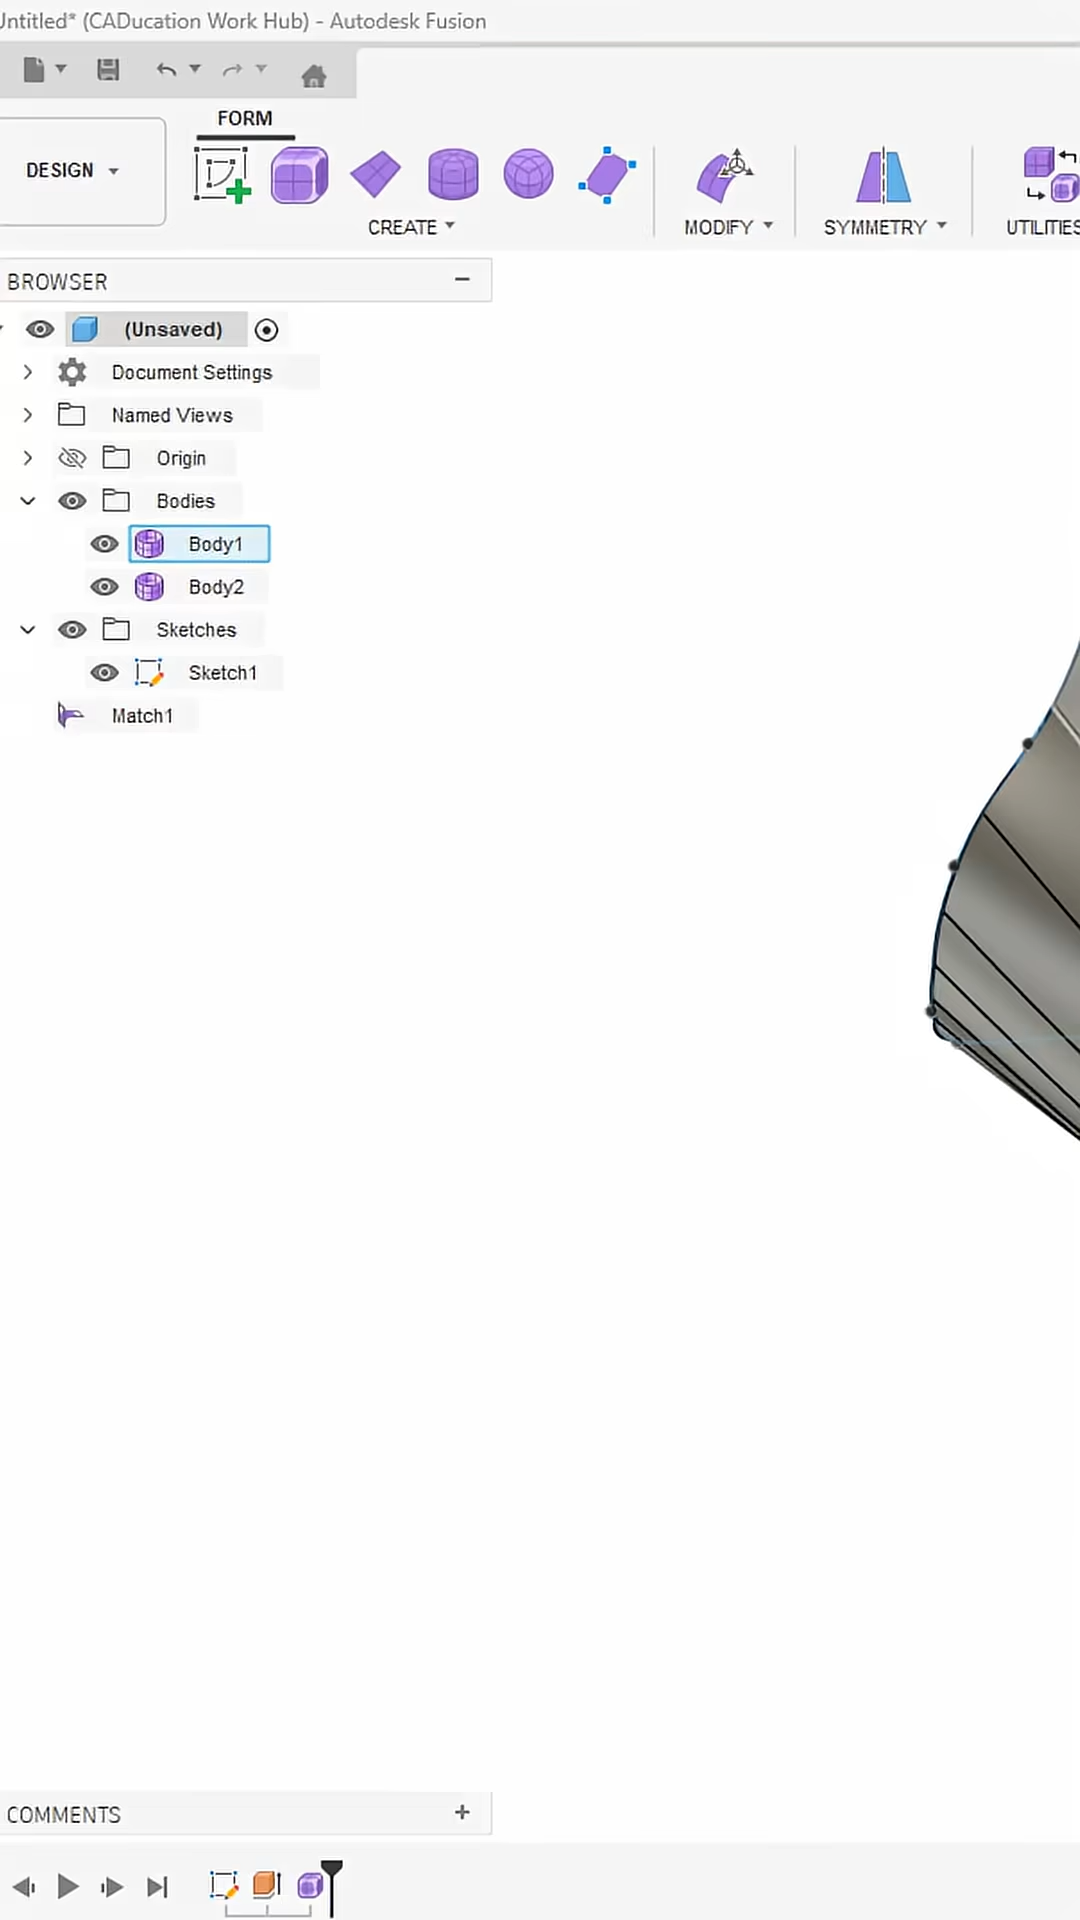 Untitled* (CADucation Work Hub) - Autodesk Fusion
FORM
DESIGN
CREATE
MODIFY
SYMMETRY
UTILITIES
BROWSER
(Unsaved)
Document Settings
Named Views
Origin
Bodies
Body1
Body2
Sketches
Sketch1
Match1
COMMENTS